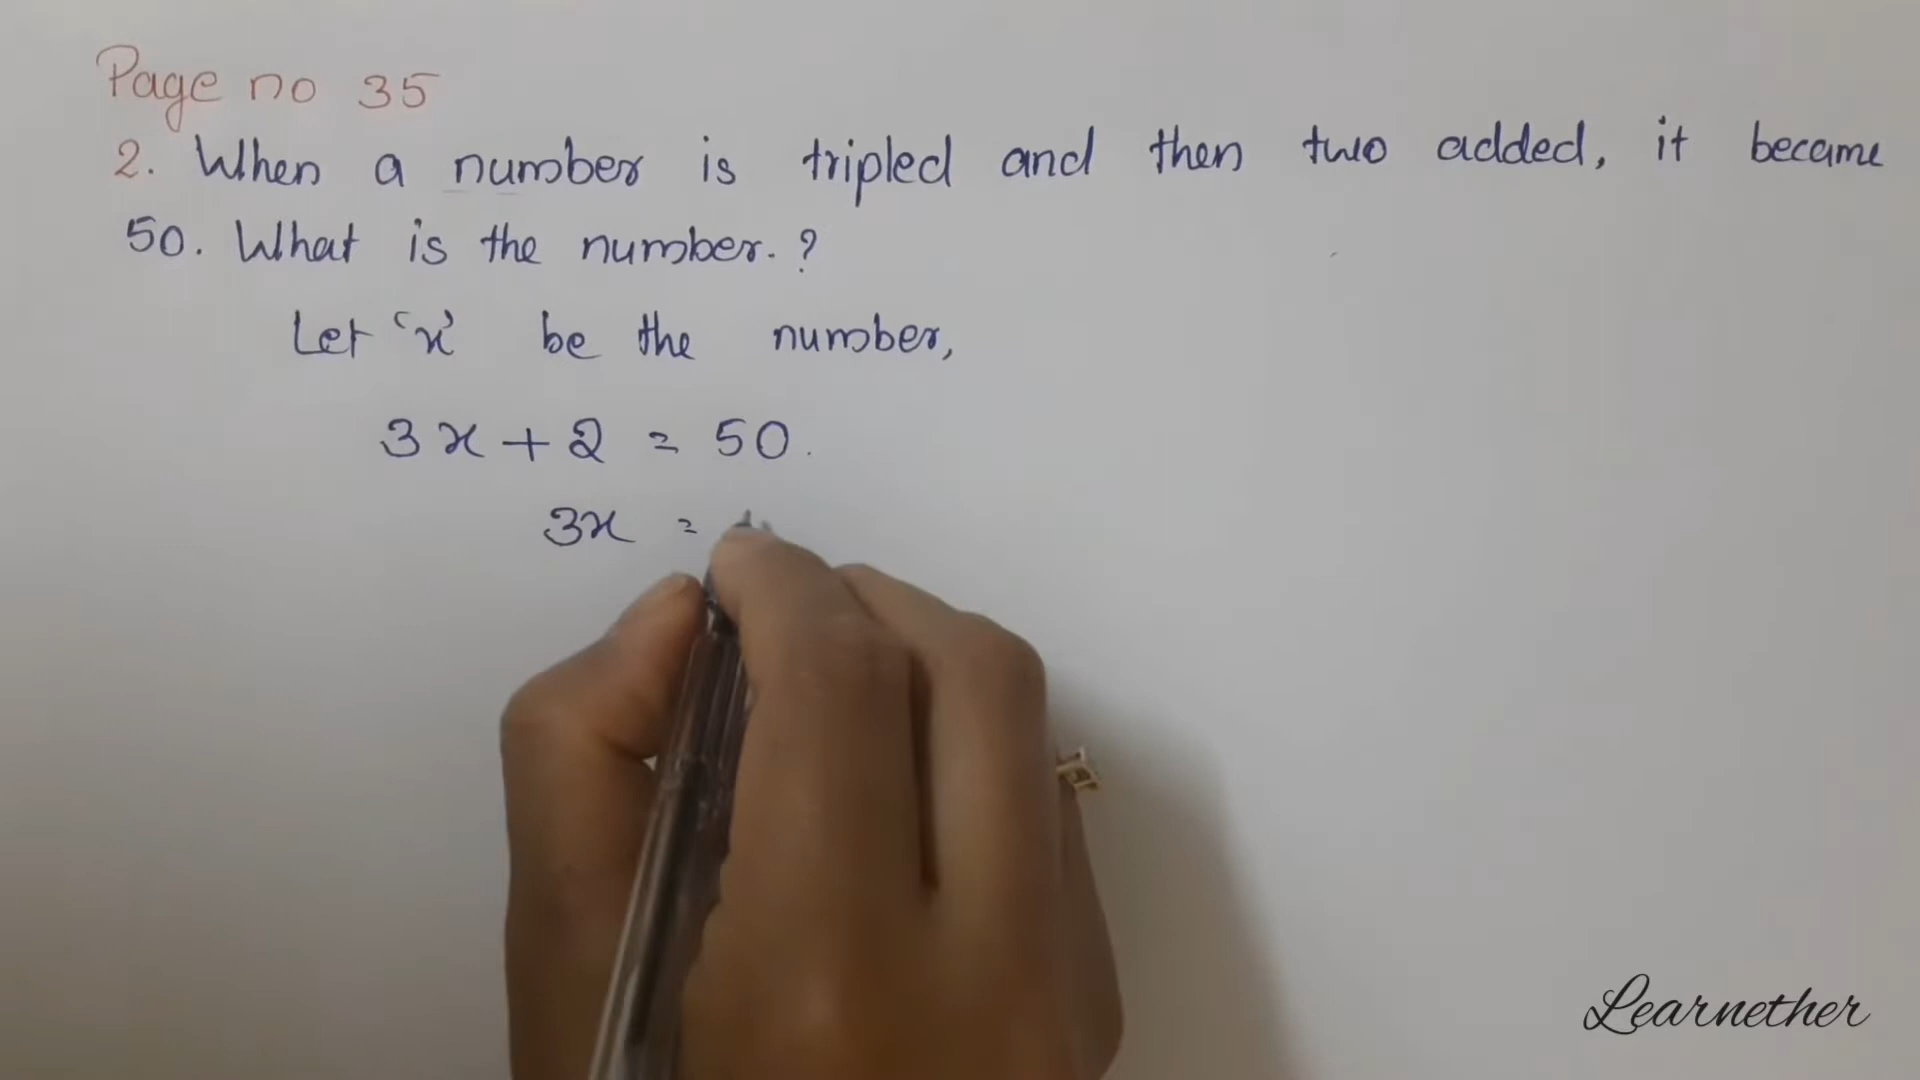 Page no 35
2. When a number is tripled and then two added, it became
50. What is the number.?
Let 'x' be the number,
3x + 2 = 50.
3x =
Learnether